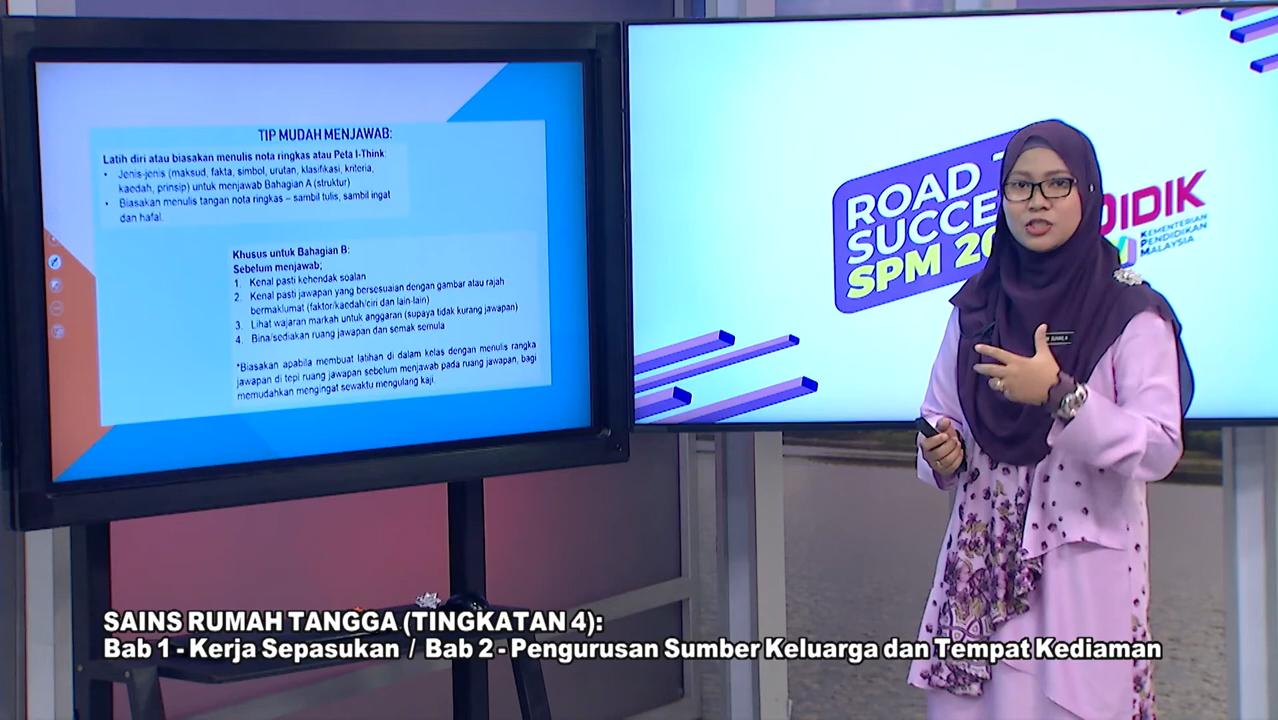 TIP MUDAH MENJAWAB:
Latih diri atau biasakan menulis nota ringkas atau Peta I-Think:
• Jenis-jenis (maksud, fakta, simbol, urutan, klasifikasi, kriteria,
kaedah, prinsip) untuk menjawab Bahagian A (struktur)
• Biasakan menulis tangan nota ringkas – sambil tulis, sambil ingat
dan hafal.
Khusus untuk Bahagian B:
Sebelum menjawab;
1. Kenal pasti kehendak soalan
2. Kenal pasti jawapan yang bersesuaian dengan gambar atau rajah
bermaklumat (faktor/kaedah/ciri dan lain-lain)
3. Lihat wajaran markah untuk anggaran (supaya tidak kurang jawapan)
4. Bina/sediakan ruang jawapan dan semak semula
*Biasakan apabila membuat latihan di dalam kelas dengan menulis rangka
jawapan di tepi ruang jawapan sebelum menjawab pada ruang jawapan, bagi
memudahkan mengingat sewaktu mengulang kaji.
ROAD T
SUCCE
SPM 20
DIDIK
KEMENTERIAN
PENDIDIKAN
MALAYSIA
SAINS RUMAH TANGGA (TINGKATAN 4):
Bab 1 - Kerja Sepasukan / Bab 2 - Pengurusan Sumber Keluarga dan Tempat Kediaman